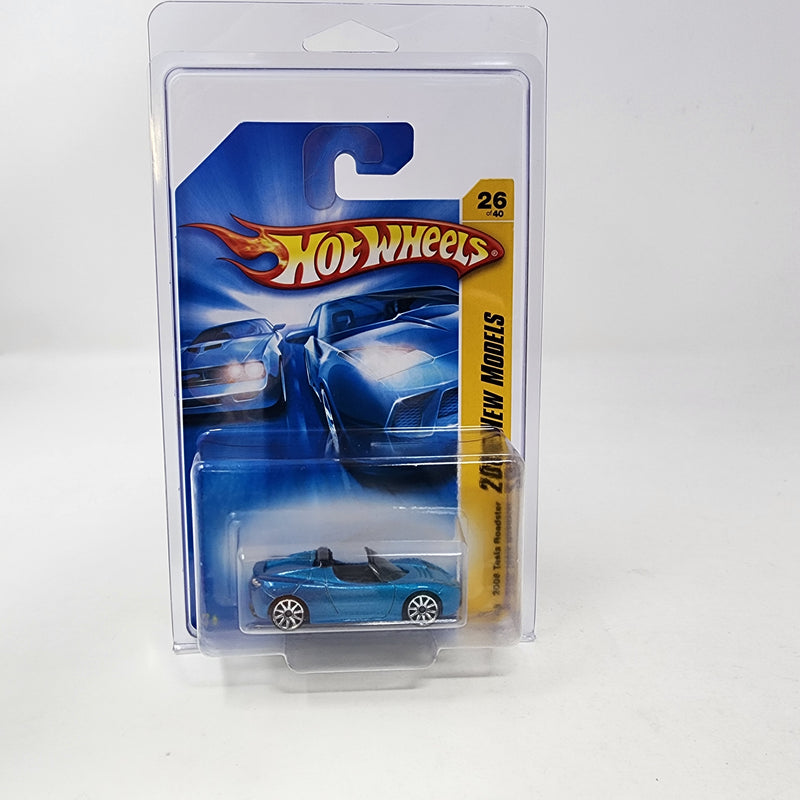 26
of 40
HOT WHEELS®
NEW MODELS
2008 Tesla Roadster